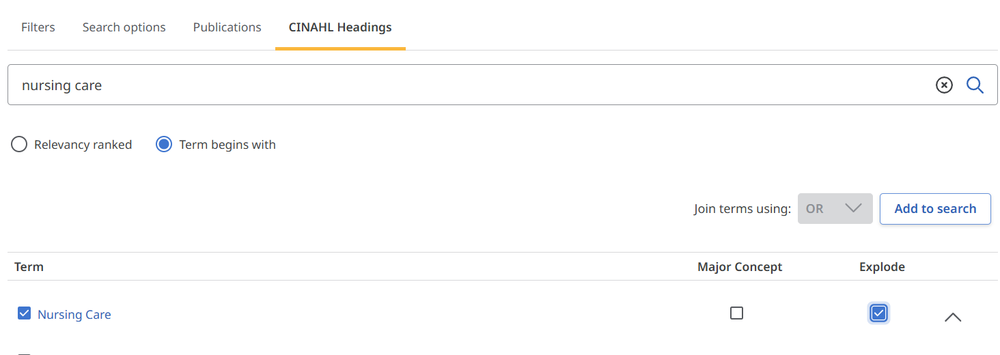 Filters Search options Publications CINAHL Headings
nursing care
Relevancy ranked Term begins with
Join terms using: OR Add to search
Term Major Concept Explode
Nursing Care